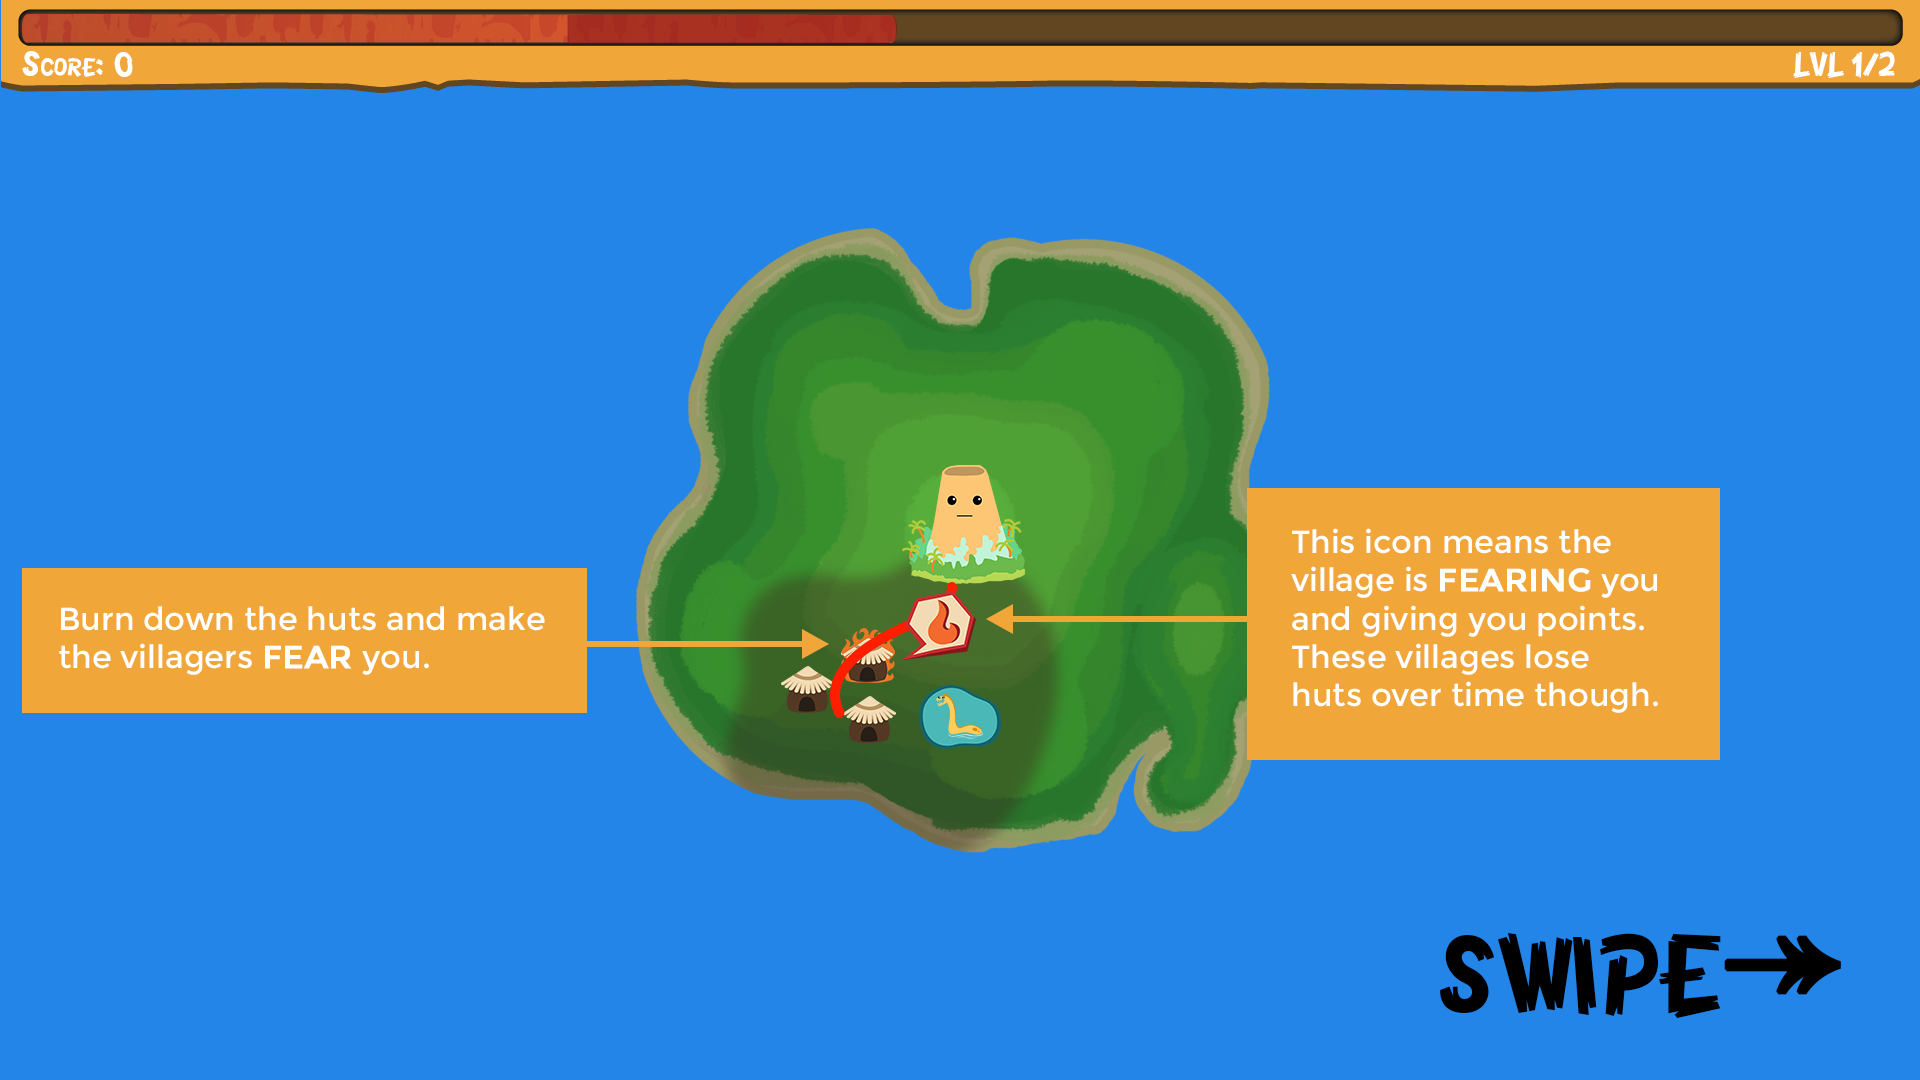 SCORE: 0
LVL 1/2
Burn down the huts and make
the villagers FEAR you.
This icon means the
village is FEARING you
and giving you points.
These villages lose
huts over time though.
SWIPE